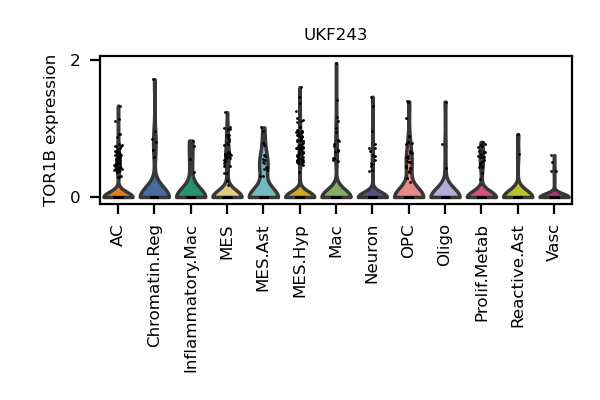 UKF243
TOR1B expression
2
0
AC
Chromatin.Reg
Inflammatory.Mac
MES
MES.Ast
MES.Hyp
Mac
Neuron
OPC
Oligo
Prolif.Metab
Reactive.Ast
Vasc